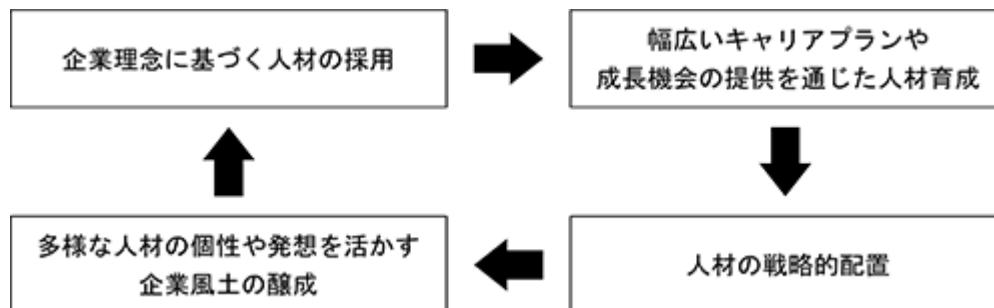 企業理念に基づく人材の採用
幅広いキャリアプランや
成長機会の提供を通じた人材育成
多様な人材の個性や発想を活かす
企業風土の醸成
人材の戦略的配置